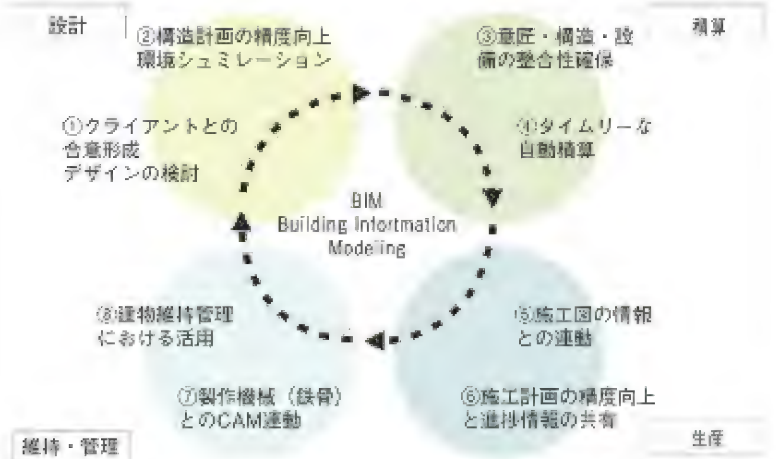 設計
②構造計画の精度向上
環境シュミレーション
①クライアントとの
合意形成
デザインの検討
積算
③意匠・構造・設
備の整合性確保
④タイムリーな
自動積算
BIM
Building Infortmation
Modeling
⑤施工図の情報
との連動
⑥施工計画の精度向上
と進捗情報の共有
生産
⑦製作機械（鉄骨）
とのCAM連動
⑧建物維持管理
における活用
維持・管理